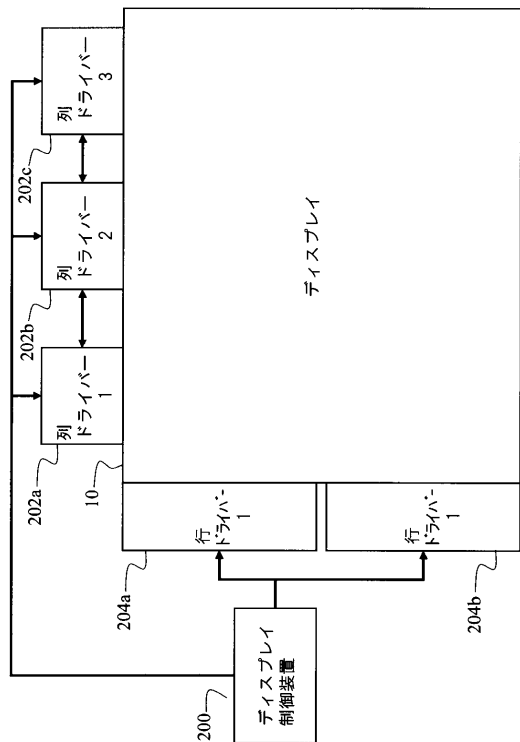 列
ドライバー
1
列
ドライバー
2
列
ドライバー
3
202a
202b
202c
10
ディスプレイ
行
ドライバー
1
204a
行
ドライバー
1
204b
200
ディスプレイ
制御装置